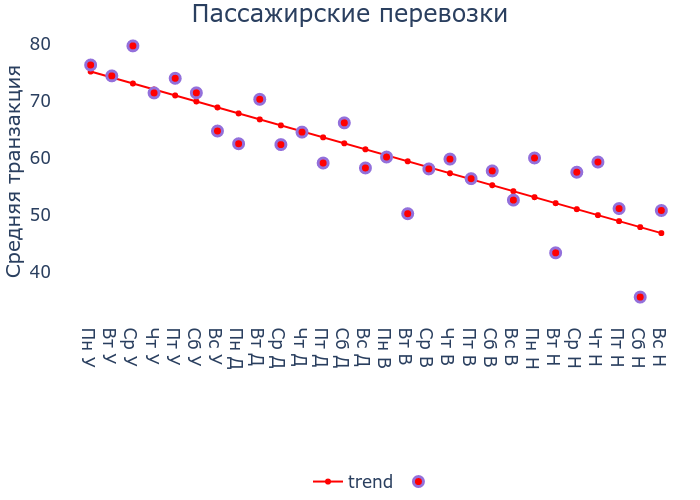 Пассажирские перевозки
Средняя транзакция
80
70
60
50
40
Пн У
Вт У
Ср У
Чт У
Пт У
Сб У
Вс У
Пн Д
Вт Д
Ср Д
Чт Д
Пт Д
Сб Д
Вс Д
Пн В
Вт В
Ср В
Чт В
Пт В
Сб В
Вс В
Пн Н
Вт Н
Ср Н
Чт Н
Пт Н
Сб Н
Вс Н
trend